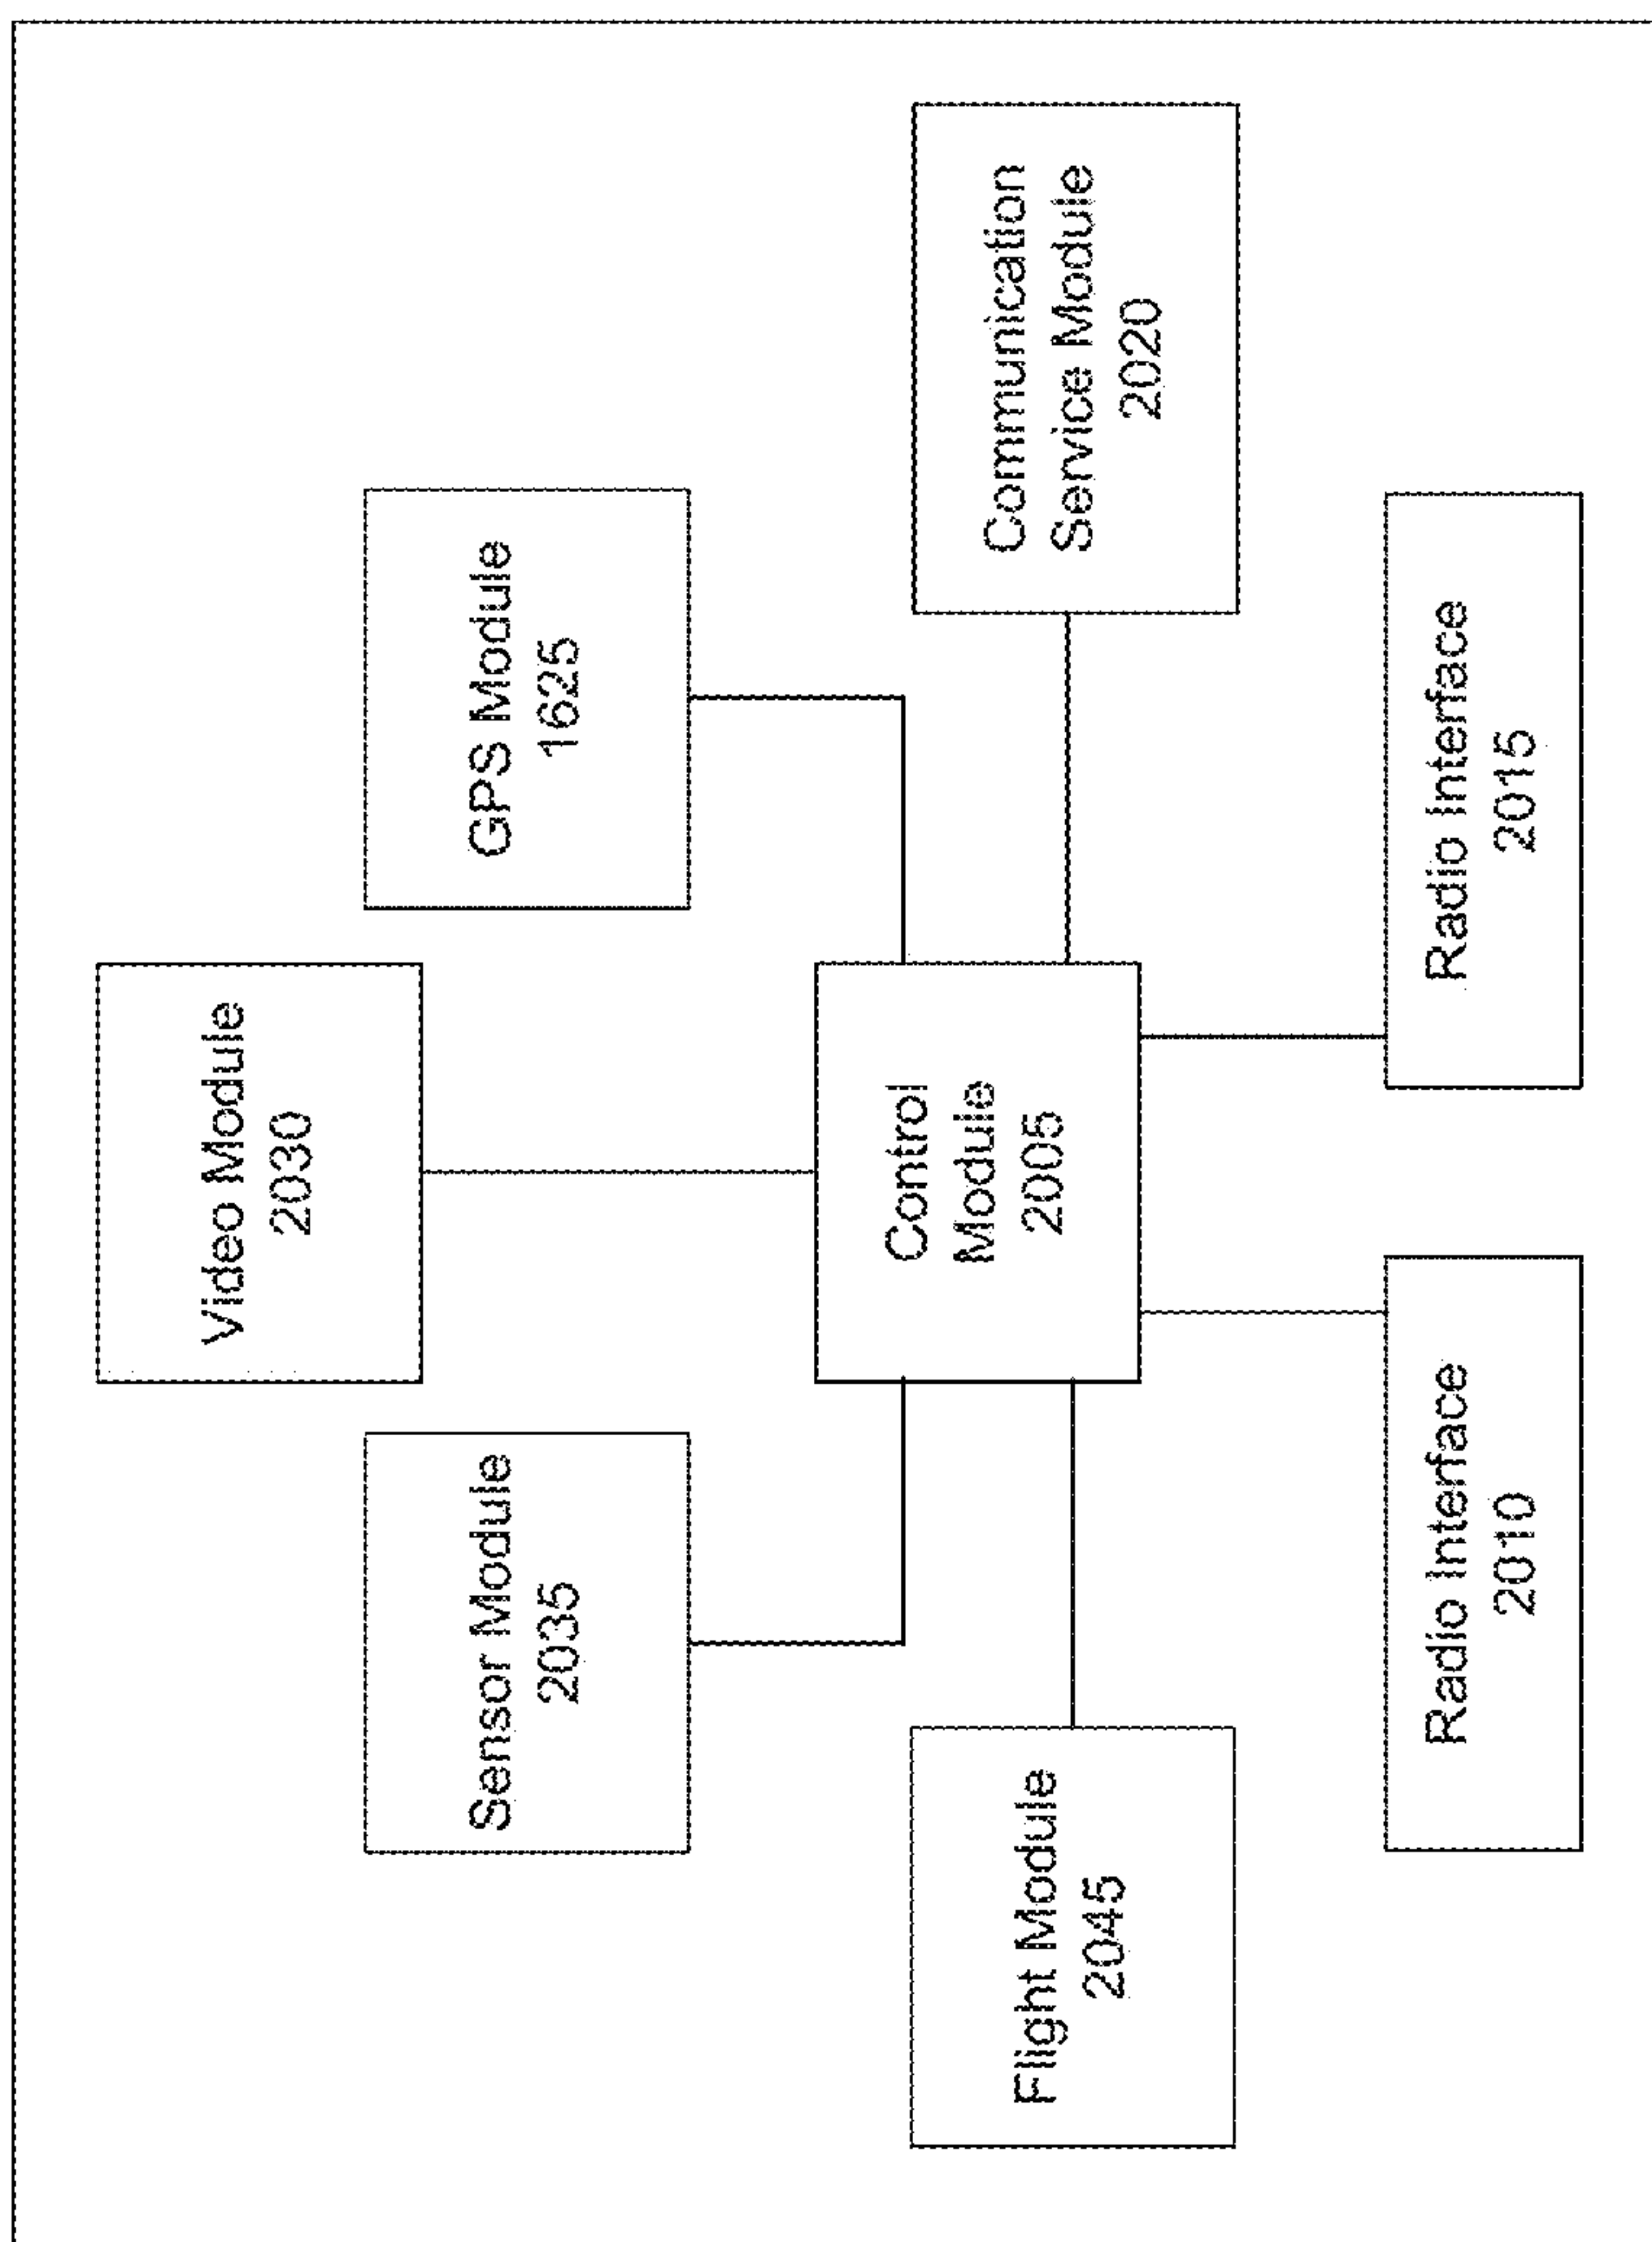 Video Module
2030
Sensor Module
2035
GPS Module
1625
Control
Module
2005
Flight Module
2045
Communication
Service Module
2020
Radio Interface
2010
Radio Interface
2015